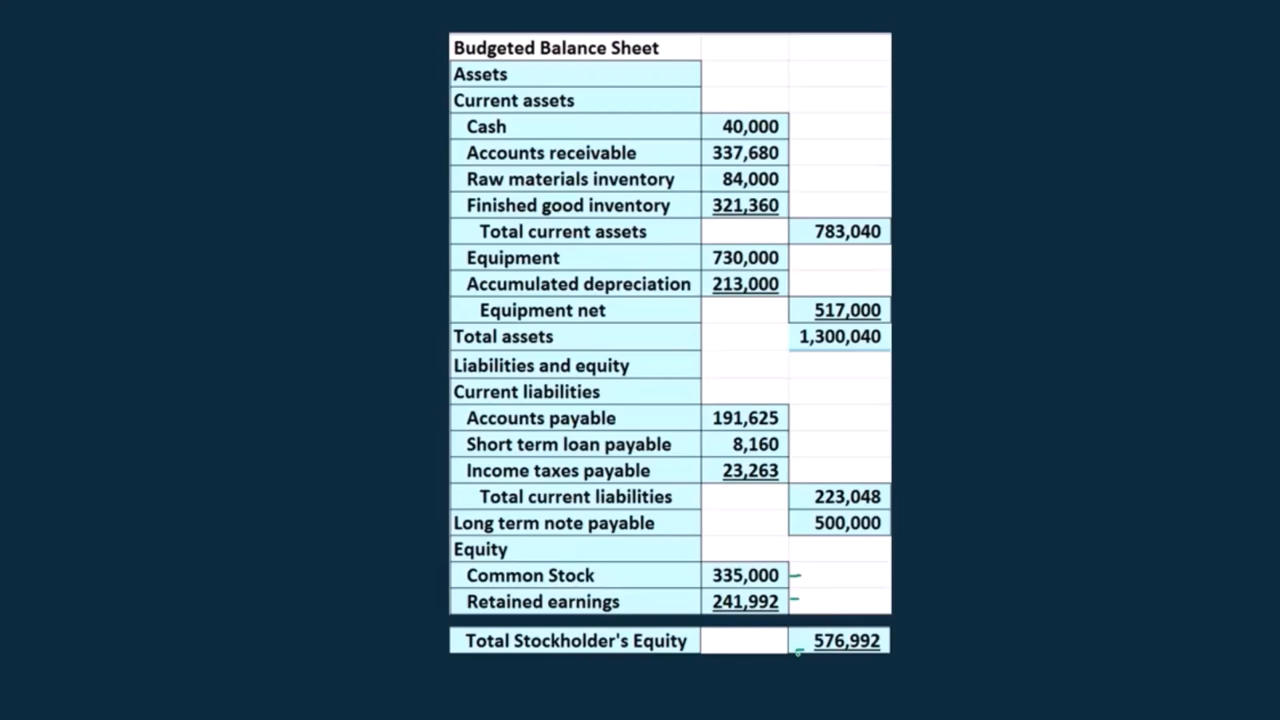 Budgeted Balance Sheet
Assets
Current assets
Cash 40,000
Accounts receivable 337,680
Raw materials inventory 84,000
Finished good inventory 321,360
Total current assets 783,040
Equipment 730,000
Accumulated depreciation 213,000
Equipment net 517,000
Total assets 1,300,040
Liabilities and equity
Current liabilities
Accounts payable 191,625
Short term loan payable 8,160
Income taxes payable 23,263
Total current liabilities 223,048
Long term note payable 500,000
Equity
Common Stock 335,000
Retained earnings 241,992
Total Stockholder's Equity 576,992